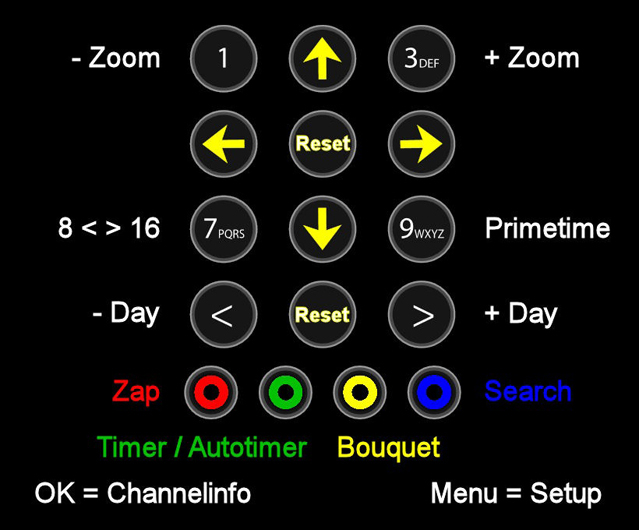 - Zoom 1 3DEF + Zoom
Reset
8 < > 16 7PQRS 9WXYZ Primetime
- Day < Reset > + Day
Zap Search
Timer / Autotimer Bouquet
OK = Channelinfo Menu = Setup